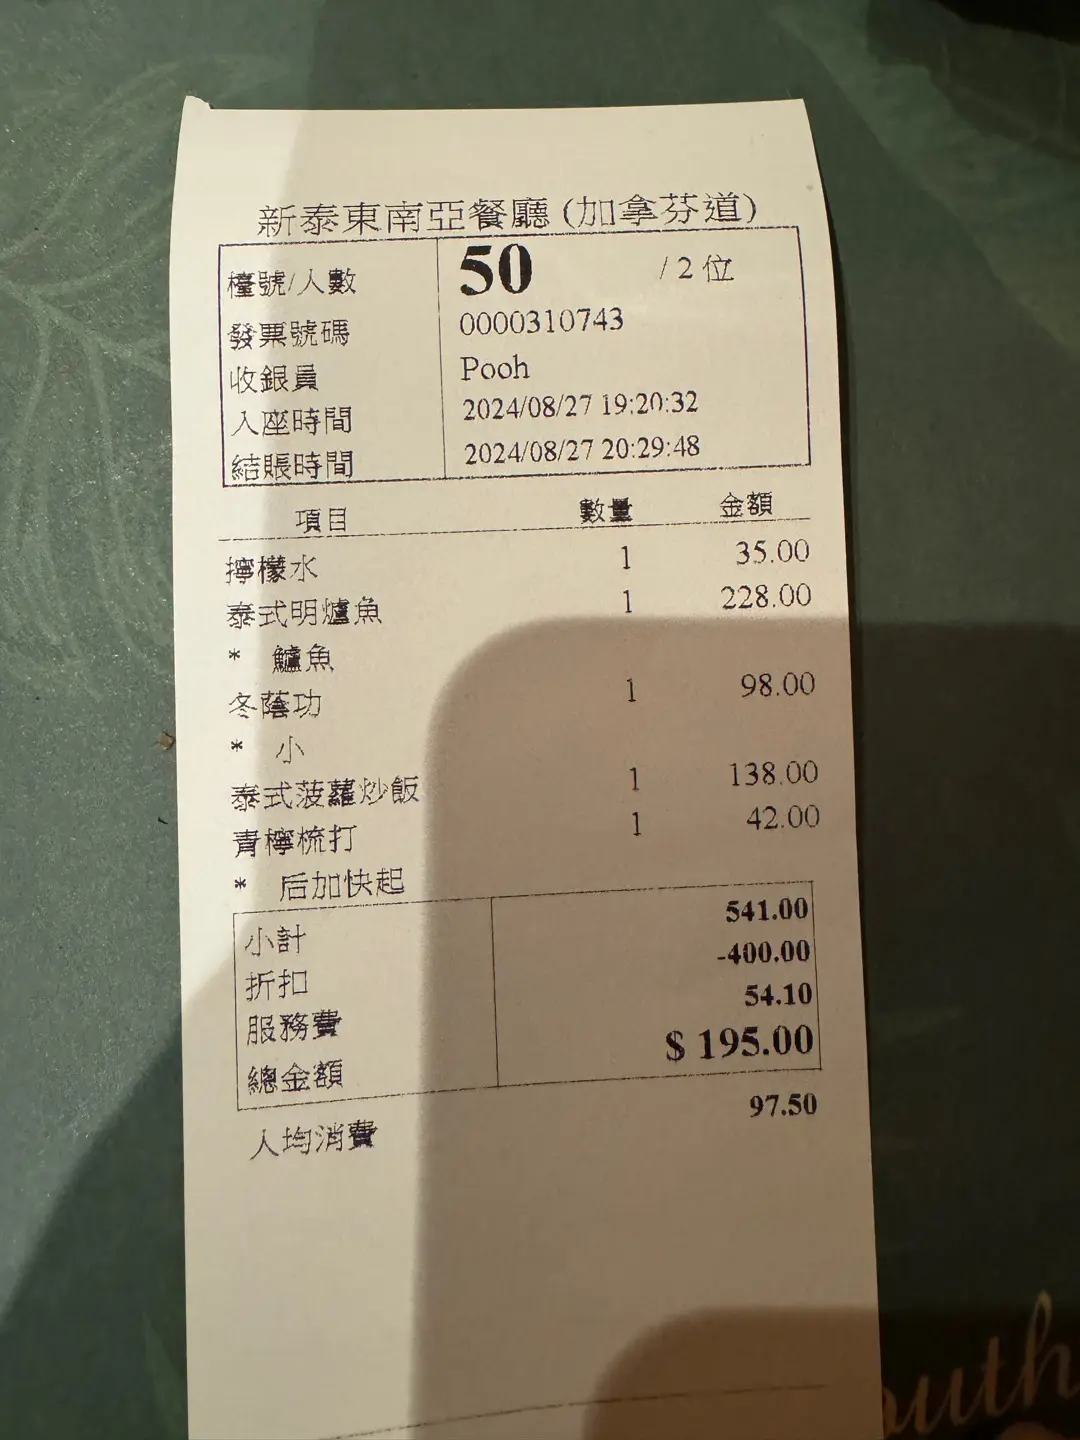 新泰東南亞餐廳 (加拿芬道)
檯號/人數 50 / 2 位
發票號碼 0000310743
收銀員 Pooh
入座時間 2024/08/27 19:20:32
結賬時間 2024/08/27 20:29:48
項目 數量 金額
檸檬水 1 35.00
泰式明爐魚 1 228.00
* 鱸魚
冬蔭功 1 98.00
* 小
泰式菠蘿炒飯 1 138.00
青檸梳打 1 42.00
* 后加快起
小計 541.00
折扣 -400.00
服務費 54.10
總金額 $ 195.00
人均消費 97.50
outh